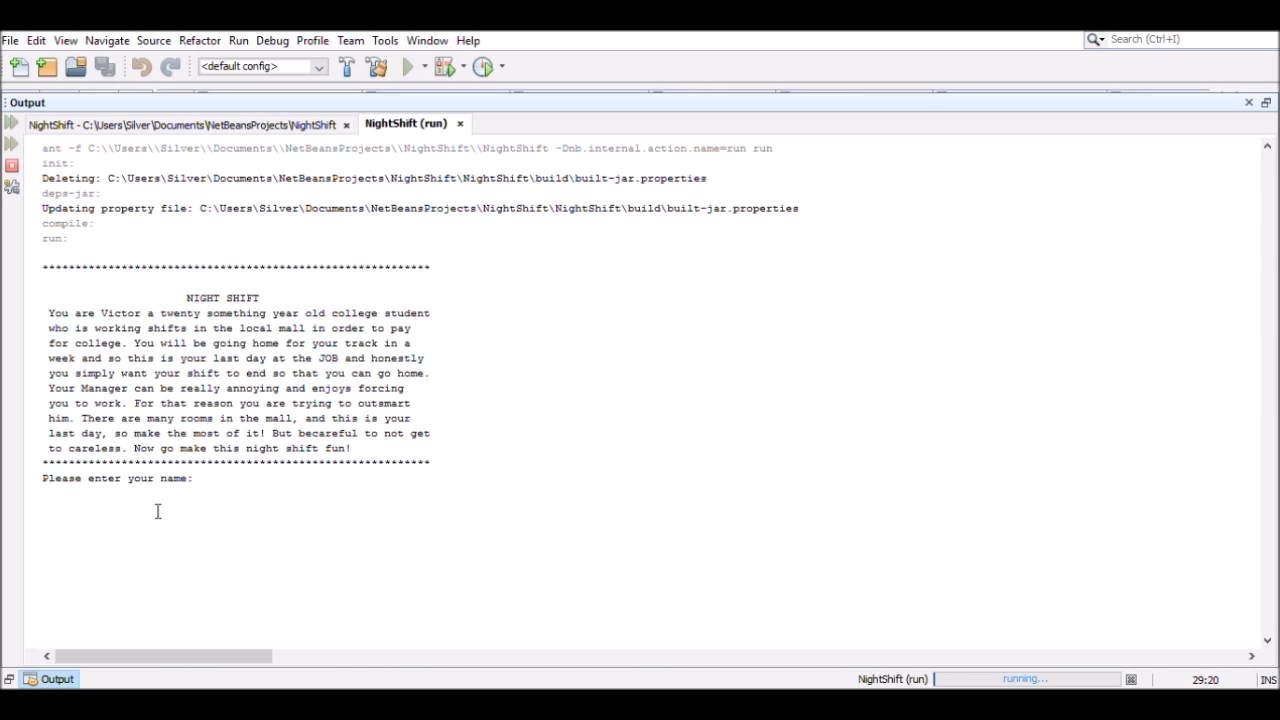 File Edit View Navigate Source Refactor Run Debug Profile Team Tools Window Help Search (Ctrl+I)
<default config>
Output
NightShift - C:\Users\Silver\Documents\NetBeansProjects\NightShift NightShift (run)
ant -f C:\\Users\\Silver\\Documents\\NetBeansProjects\\NightShift\\NightShift -Dnb.internal.action.name=run run
init:
Deleting: C:\Users\Silver\Documents\NetBeansProjects\NightShift\NightShift\build\built-jar.properties
deps-jar:
Updating property file: C:\Users\Silver\Documents\NetBeansProjects\NightShift\NightShift\build\built-jar.properties
compile:
run:
***********************************************************
NIGHT SHIFT
You are Victor a twenty something year old college student
who is working shifts in the local mall in order to pay
for college. You will be going home for your track in a
week and so this is your last day at the JOB and honestly
you simply want your shift to end so that you can go home.
Your Manager can be really annoying and enjoys forcing
you to work. For that reason you are trying to outsmart
him. There are many rooms in the mall, and this is your
last day, so make the most of it! But becareful to not get
to careless. Now go make this night shift fun!
***********************************************************
Please enter your name:
Output NightShift (run) running... 29:20 INS